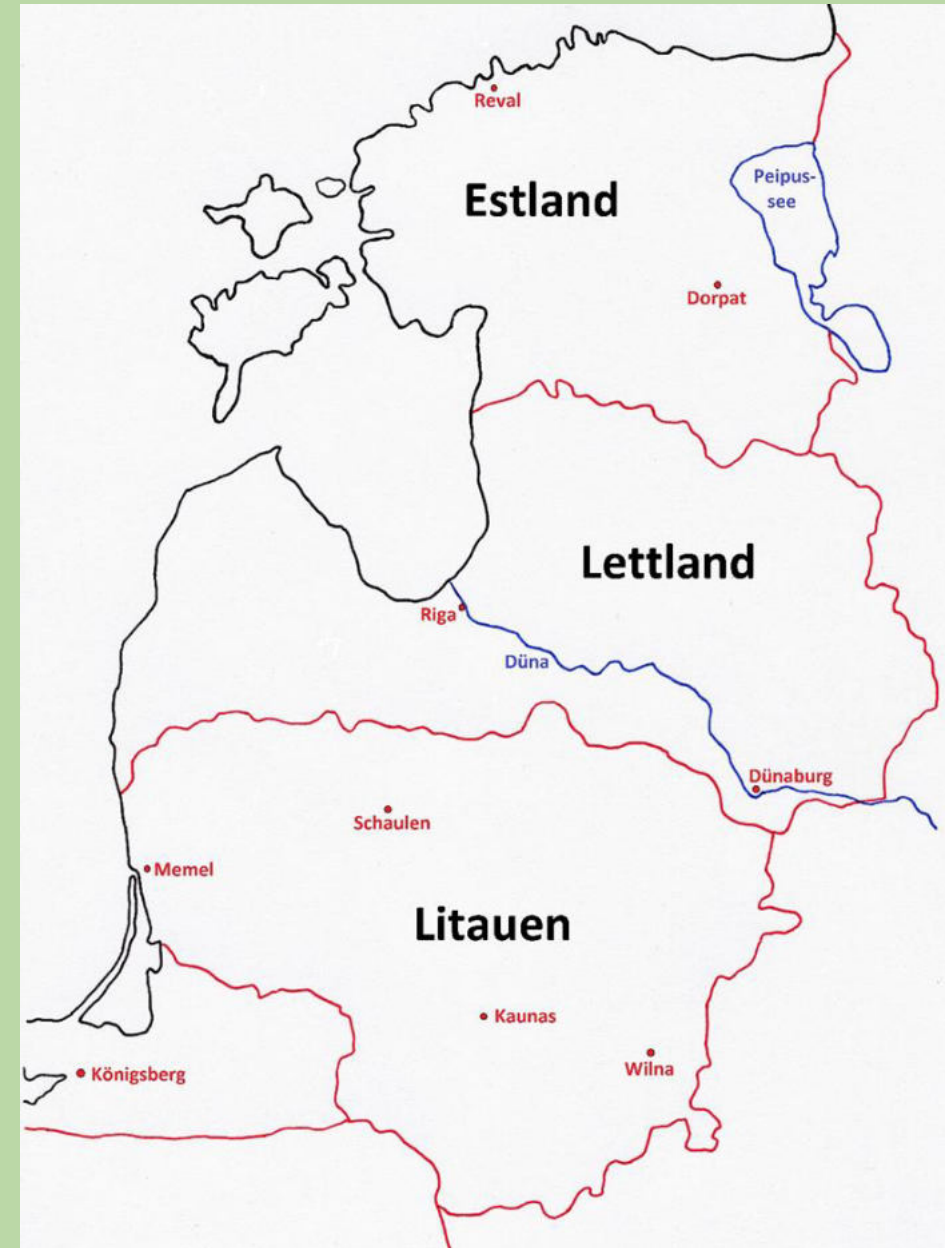 Reval
Peipus-
see
Estland
Dorpat
Lettland
Riga
Düna
Dünaburg
Schaulen
Memel
Litauen
Kaunas
Wilna
Königsberg